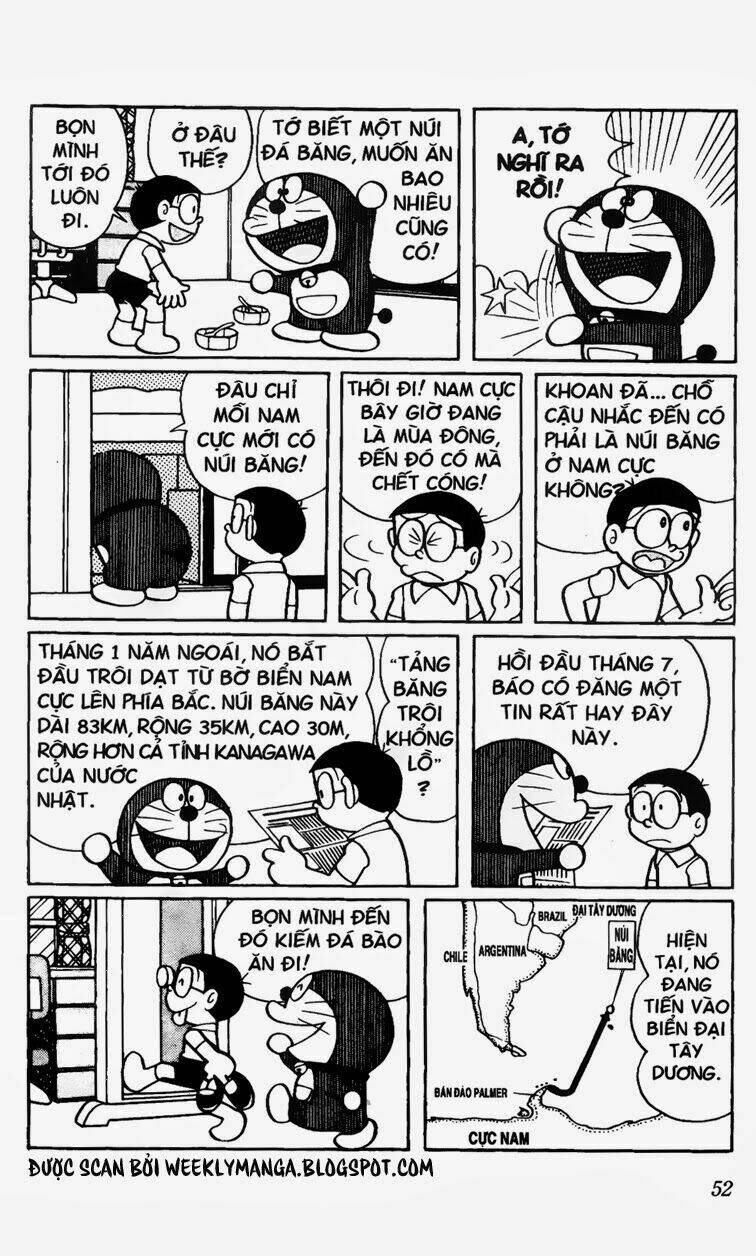 A, TỚ
NGHĨ RA
RỒI!
TỚ BIẾT MỘT NÚI
ĐÁ BĂNG, MUỐN ĂN
BAO
NHIÊU
CŨNG
CÓ!
Ở ĐÂU
THẾ?
BỌN
MÌNH
TỚI ĐÓ
LUÔN
ĐI.
KHOAN ĐÃ... CHỖ
CẬU NHẮC ĐẾN CÓ
PHẢI LÀ NÚI BĂNG
Ở NAM CỰC
KHÔNG?
THÔI ĐI! NAM CỰC
BÂY GIỜ ĐANG
LÀ MÙA ĐÔNG,
ĐẾN ĐÓ CÓ MÀ
CHẾT CÓNG!
ĐÂU CHỈ
MỖI NAM
CỰC MỚI CÓ
NÚI BĂNG!
HỒI ĐẦU THÁNG 7,
BÁO CÓ ĐĂNG MỘT
TIN RẤT HAY ĐÂY
NÀY.
"TẢNG
BĂNG
TRÔI
KHỔNG
LỒ"
?
THÁNG 1 NĂM NGOÁI, NÓ BẮT
ĐẦU TRÔI DẠT TỪ BỜ BIỂN NAM
CỰC LÊN PHÍA BẮC. NÚI BĂNG NÀY
DÀI 83KM, RỘNG 35KM, CAO 30M,
RỘNG HƠN CẢ TỈNH KANAGAWA
CỦA NƯỚC
NHẬT.
HIỆN
TẠI, NÓ
ĐANG
TIẾN VÀO
BIỂN ĐẠI
TÂY
DƯƠNG.
ĐẠI TÂY DƯƠNG
BRAZIL
NÚI
BĂNG
CHILE
ARGENTINA
BÁN ĐẢO PALMER
CỰC NAM
BỌN MÌNH ĐẾN
ĐÓ KIẾM ĐÁ BÀO
ĂN ĐI!
ĐƯỢC SCAN BỞI WEEKLYMANGA.BLOGSPOT.COM
52